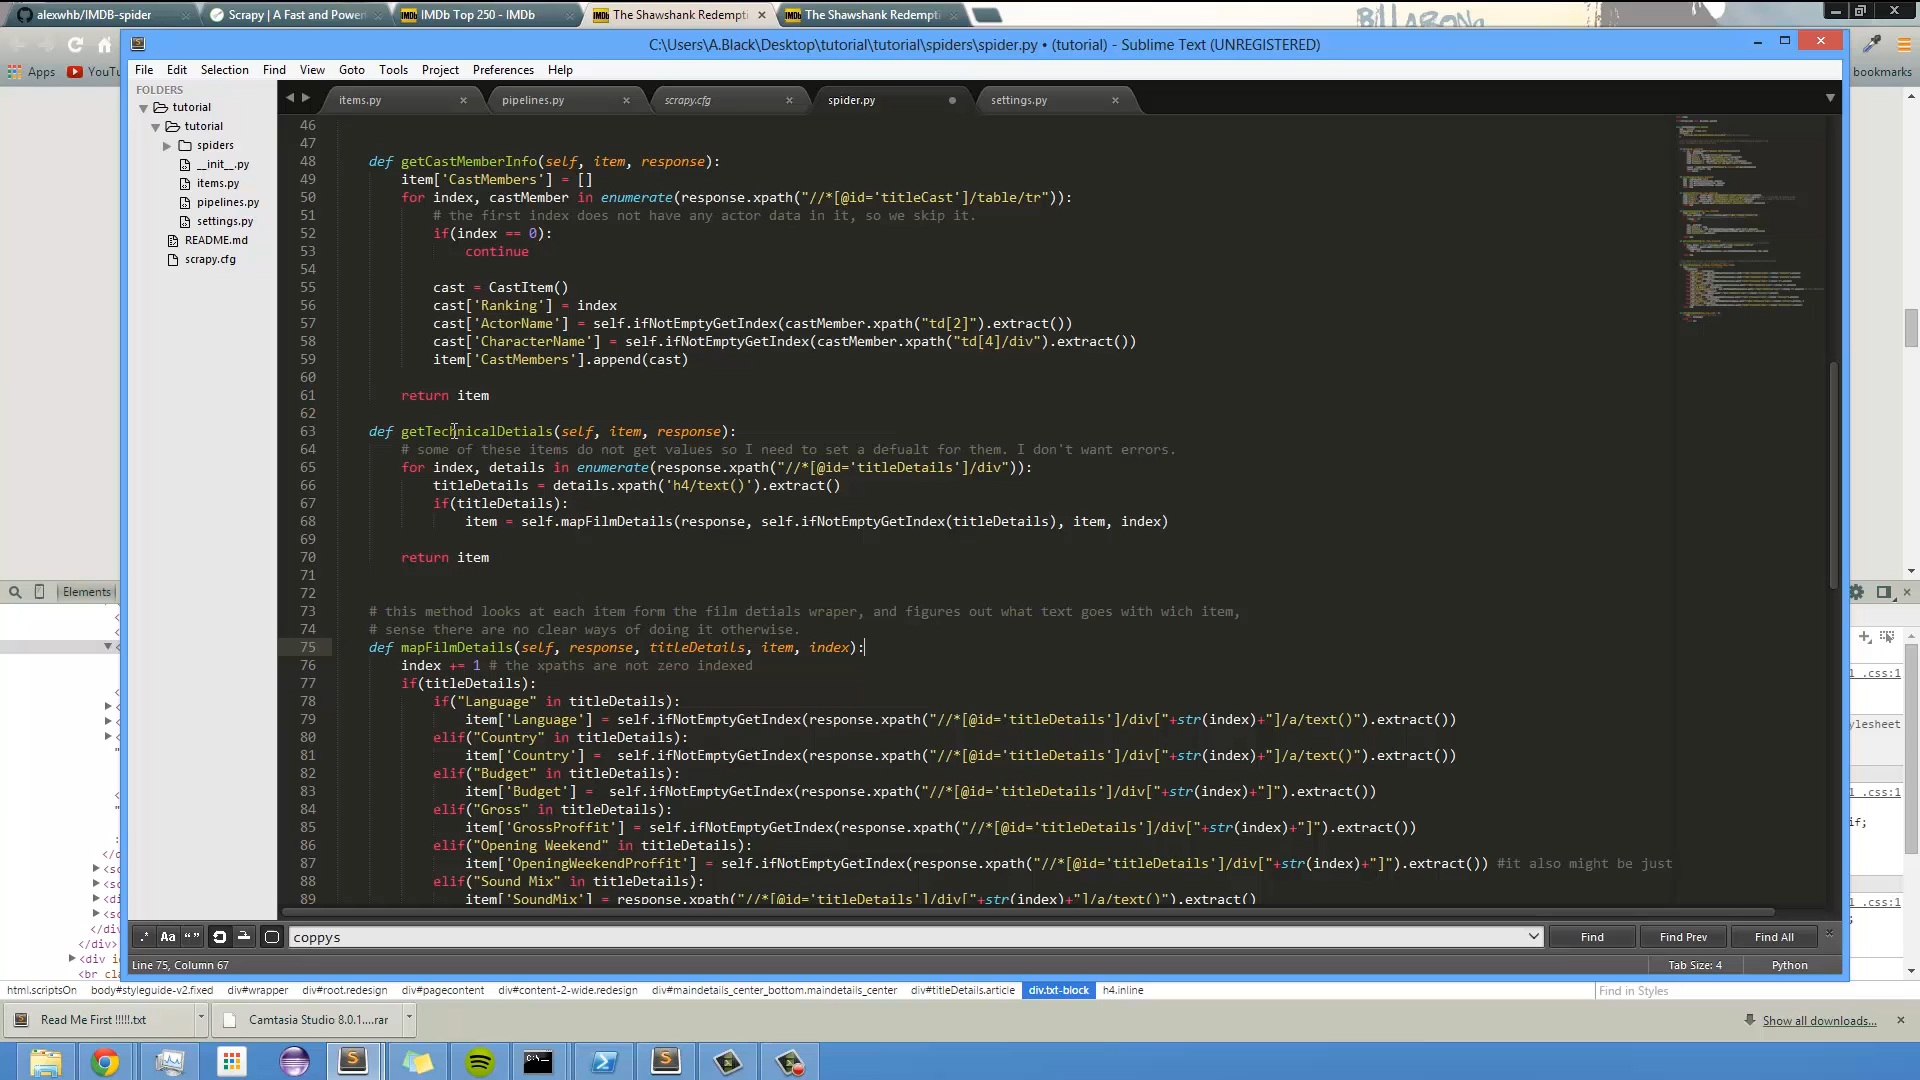 alexwhb/IMDB-spider
Scrapy | A Fast and Power
IMDb Top 250 - IMDb
The Shawshank Redempti
The Shawshank Redempti
Apps
YouTu
bookmarks
C:\Users\A.Black\Desktop\tutorial\tutorial\spiders\spider.py • (tutorial) - Sublime Text (UNREGISTERED)
File Edit Selection Find View Goto Tools Project Preferences Help
FOLDERS
tutorial
tutorial
spiders
__init__.py
items.py
pipelines.py
settings.py
README.md
scrapy.cfg
items.py pipelines.py scrapy.cfg spider.py settings.py
46
47
48 def getCastMemberInfo(self, item, response):
49 item['CastMembers'] = []
50 for index, castMember in enumerate(response.xpath("//*[@id='titleCast']/table/tr")):
51 # the first index does not have any actor data in it, so we skip it.
52 if(index == 0):
53 continue
54
55 cast = CastItem()
56 cast['Ranking'] = index
57 cast['ActorName'] = self.ifNotEmptyGetIndex(castMember.xpath("td[2]").extract())
58 cast['CharacterName'] = self.ifNotEmptyGetIndex(castMember.xpath("td[4]/div").extract())
59 item['CastMembers'].append(cast)
60
61 return item
62
63 def getTechnicalDetials(self, item, response):
64 # some of these items do not get values so I need to set a defualt for them. I don't want errors.
65 for index, details in enumerate(response.xpath("//*[@id='titleDetails']/div")):
66 titleDetails = details.xpath('h4/text()').extract()
67 if(titleDetails):
68 item = self.mapFilmDetails(response, self.ifNotEmptyGetIndex(titleDetails), item, index)
69
70 return item
71
72
73 # this method looks at each item form the film detials wraper, and figures out what text goes with wich item,
74 # sense there are no clear ways of doing it otherwise.
75 def mapFilmDetails(self, response, titleDetails, item, index):
76 index += 1 # the xpaths are not zero indexed
77 if(titleDetails):
78 if("Language" in titleDetails):
79 item['Language'] = self.ifNotEmptyGetIndex(response.xpath("//*[@id='titleDetails']/div["+str(index)+"]/a/text()").extract())
80 elif("Country" in titleDetails):
81 item['Country'] =  self.ifNotEmptyGetIndex(response.xpath("//*[@id='titleDetails']/div["+str(index)+"]/a/text()").extract())
82 elif("Budget" in titleDetails):
83 item['Budget'] =  self.ifNotEmptyGetIndex(response.xpath("//*[@id='titleDetails']/div["+str(index)+"]").extract())
84 elif("Gross" in titleDetails):
85 item['GrossProffit'] = self.ifNotEmptyGetIndex(response.xpath("//*[@id='titleDetails']/div["+str(index)+"]").extract())
86 elif("Opening Weekend" in titleDetails):
87 item['OpeningWeekendProffit'] = self.ifNotEmptyGetIndex(response.xpath("//*[@id='titleDetails']/div["+str(index)+"]").extract()) #it also might be just
88 elif("Sound Mix" in titleDetails):
89 item['SoundMix'] = response.xpath("//*[@id='titleDetails']/div["+str(index)+"]/a/text()").extract()
.* Aa “ ” coppys Find Find Prev Find All
Line 75, Column 67 Tab Size: 4 Python
Elements
.css:1
stylesheet
.css:1
if;
.css:1
</div>
</div>
<div id
<br cla
html.scriptsOn body#styleguide-v2.fixed div#wrapper div#root.redesign div#pagecontent div#content-2-wide.redesign div#maindetails_center_bottom.maindetails_center div#titleDetails.article div.txt-block h4.inline
Find in Styles
Read Me First !!!!!.txt
Camtasia Studio 8.0.1....rar
Show all downloads...